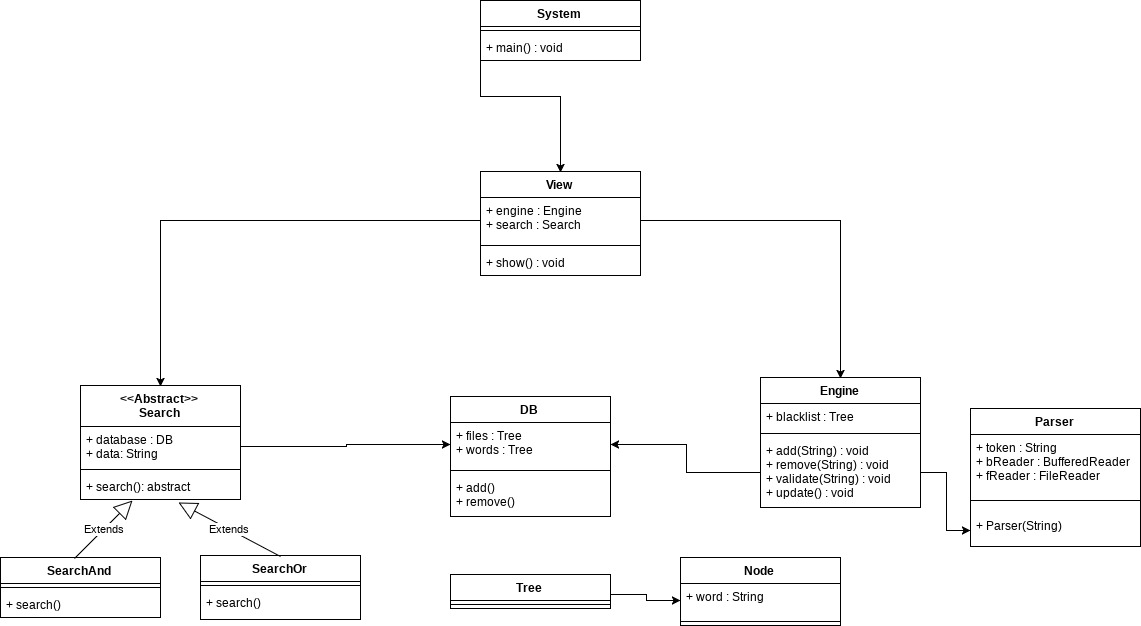 System
+ main() : void
View
+ engine : Engine
+ search : Search
+ show() : void
<<Abstract>>
Search
+ database : DB
+ data: String
+ search(): abstract
DB
+ files : Tree
+ words : Tree
+ add()
+ remove()
Engine
+ blacklist : Tree
+ add(String) : void
+ remove(String) : void
+ validate(String) : void
+ update() : void
Parser
+ token : String
+ bReader : BufferedReader
+ fReader : FileReader
+ Parser(String)
Extends
Extends
SearchAnd
+ search()
SearchOr
+ search()
Tree
Node
+ word : String